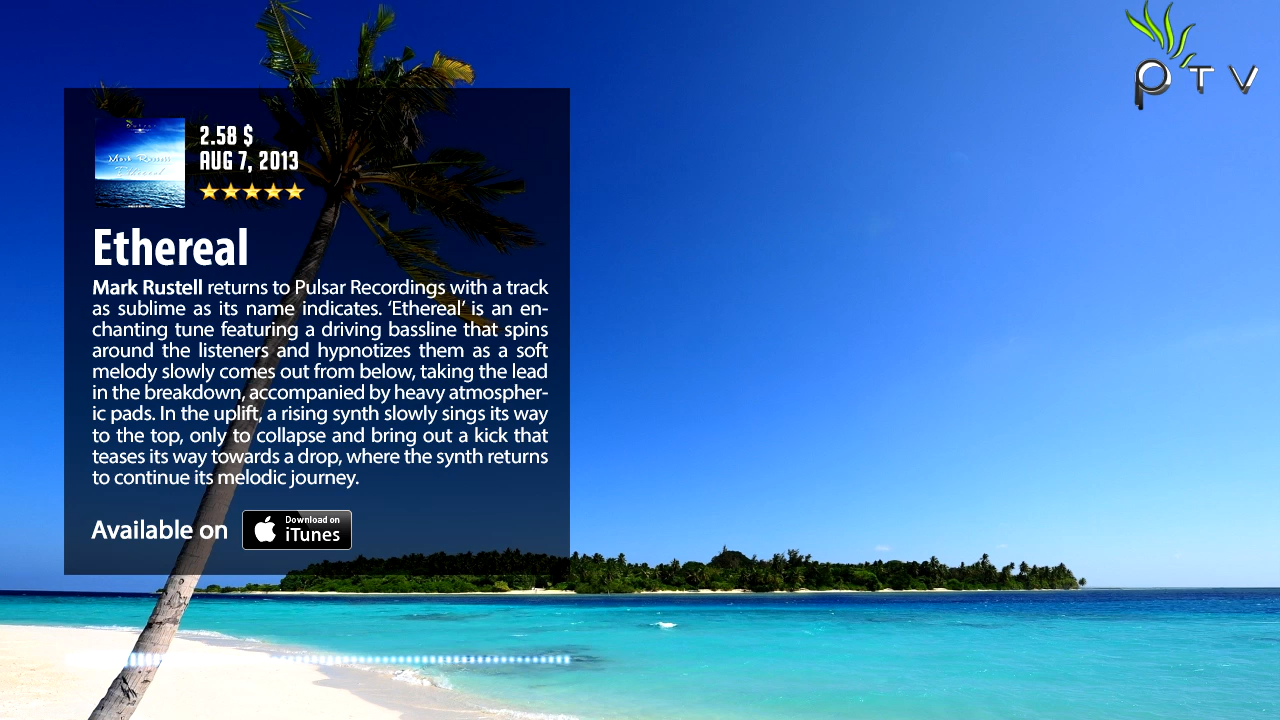 PTV
Mark Rustell
Ethereal
2.58 $
AUG 7, 2013
Ethereal
Mark Rustell returns to Pulsar Recordings with a track
as sublime as its name indicates. ‘Ethereal’ is an en-
chanting tune featuring a driving bassline that spins
around the listeners and hypnotizes them as a soft
melody slowly comes out from below, taking the lead
in the breakdown, accompanied by heavy atmospher-
ic pads. In the uplift, a rising synth slowly sings its way
to the top, only to collapse and bring out a kick that
teases its way towards a drop, where the synth returns
to continue its melodic journey.
Available on
Download on
iTunes